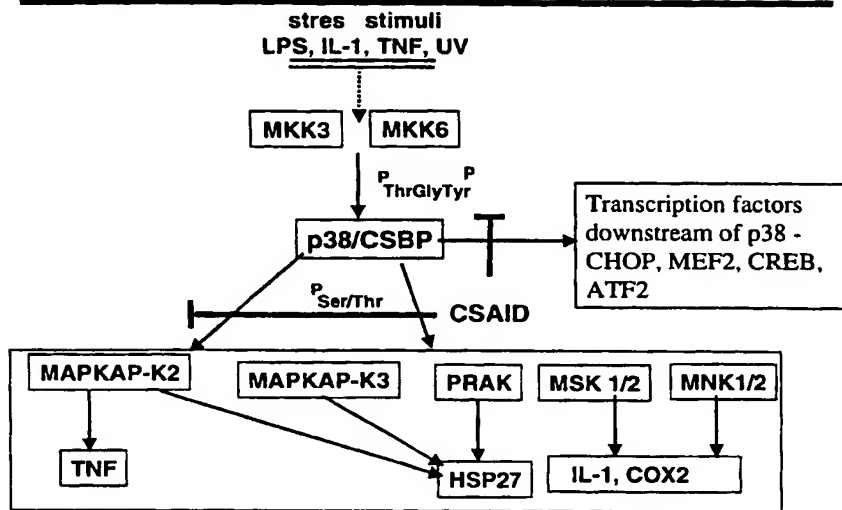 stres stimuli
LPS, IL-1, TNF, UV
MKK3
MKK6
P P
ThrGlyTyr
p38/CSBP
Transcription factors
downstream of p38 -
CHOP, MEF2, CREB,
ATF2
P
Ser/Thr
CSAID
MAPKAP-K2
MAPKAP-K3
PRAK
MSK 1/2
MNK1/2
TNF
HSP27
IL-1, COX2